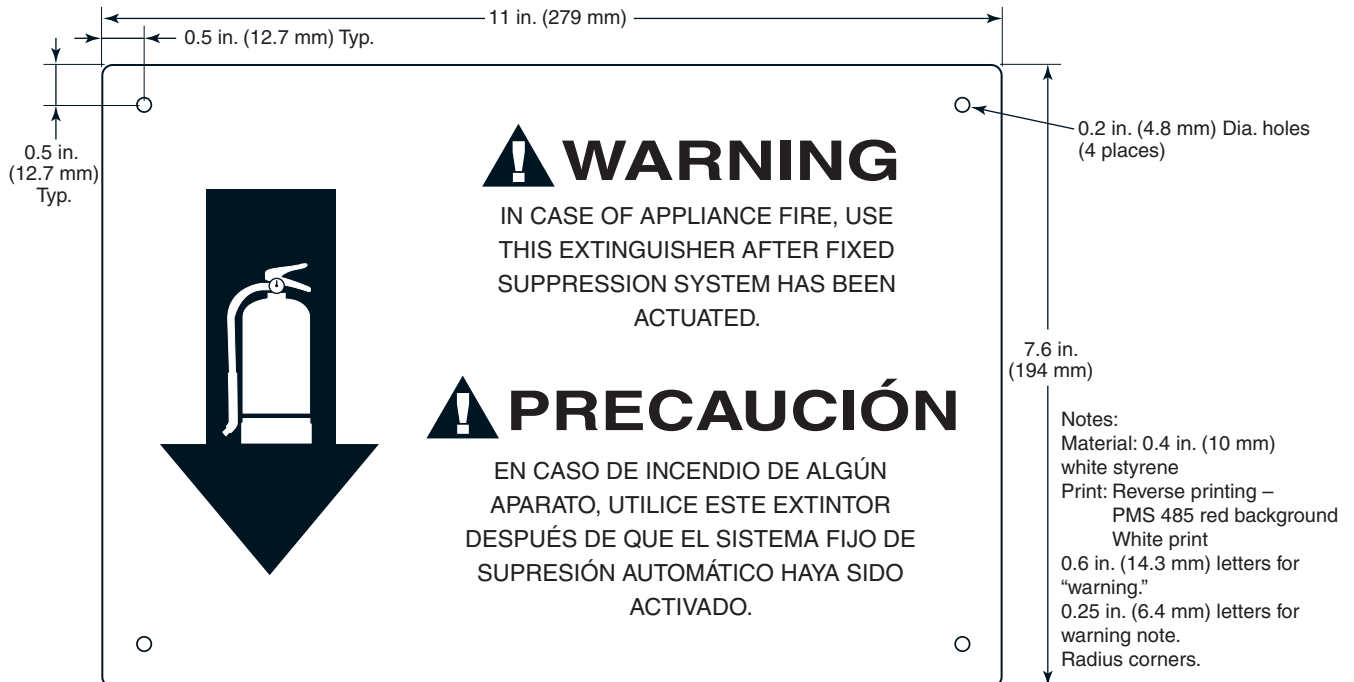 11 in. (279 mm)
0.5 in. (12.7 mm) Typ.
0.5 in.
(12.7 mm)
Typ.
0.2 in. (4.8 mm) Dia. holes
(4 places)
! WARNING
IN CASE OF APPLIANCE FIRE, USE
THIS EXTINGUISHER AFTER FIXED
SUPPRESSION SYSTEM HAS BEEN
ACTUATED.
7.6 in.
(194 mm)
! PRECAUCIÓN
EN CASO DE INCENDIO DE ALGÚN
APARATO, UTILICE ESTE EXTINTOR
DESPUÉS DE QUE EL SISTEMA FIJO DE
SUPRESIÓN AUTOMÁTICO HAYA SIDO
ACTIVADO.
Notes:
Material: 0.4 in. (10 mm)
white styrene
Print: Reverse printing –
PMS 485 red background
White print
0.6 in. (14.3 mm) letters for
“warning.”
0.25 in. (6.4 mm) letters for
warning note.
Radius corners.